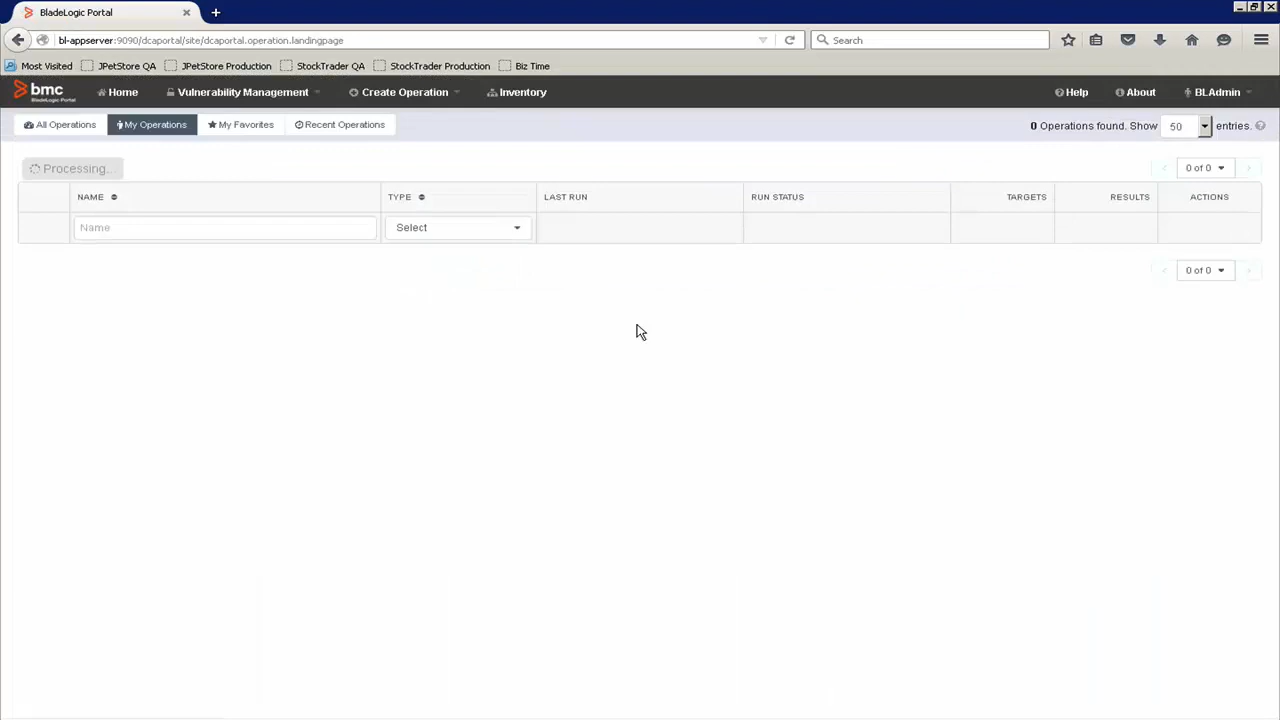 BladeLogic Portal
bl-appserver:9090/dcaportal/site/dcaportal.operation.landingpage
Search
Most Visited JPetStore QA JPetStore Production StockTrader QA StockTrader Production Biz Time
bmc
BladeLogic Portal
Home Vulnerability Management Create Operation Inventory Help About BLAdmin
All Operations My Operations My Favorites Recent Operations 0 Operations found. Show 50 entries.
Processing... 0 of 0
NAME TYPE LAST RUN RUN STATUS TARGETS RESULTS ACTIONS
Name Select
0 of 0